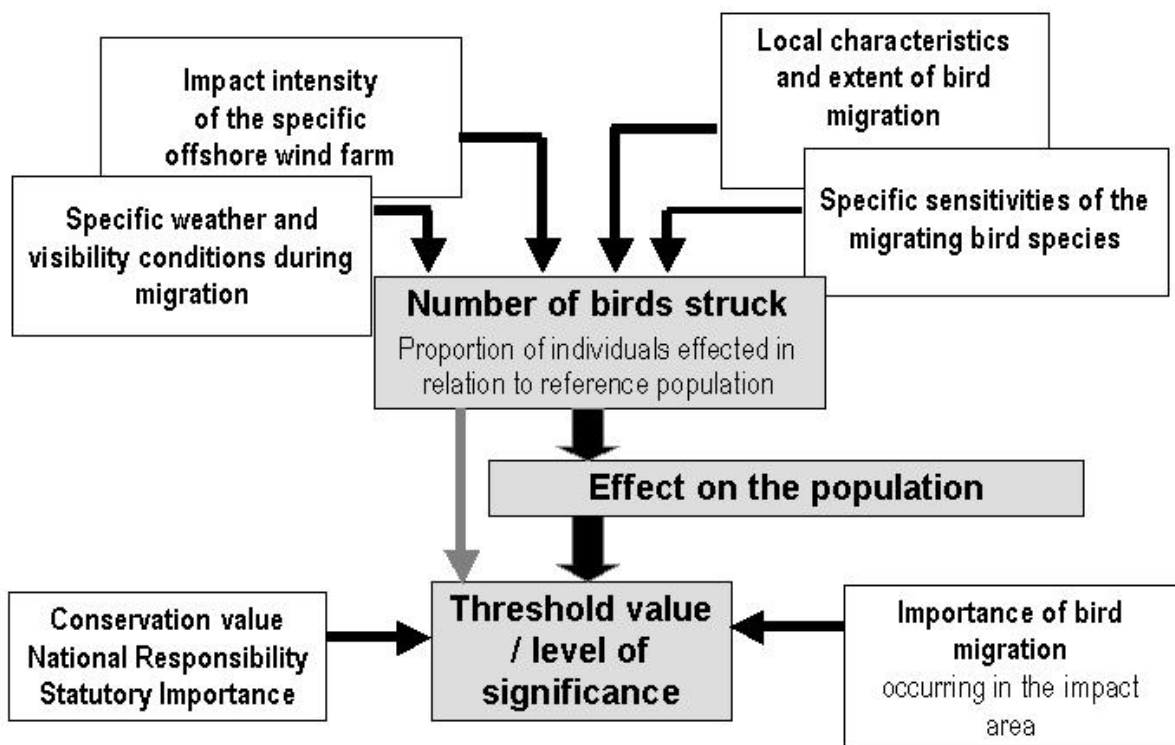 Impact intensity
of the specific
offshore wind farm
Local characteristics
and extent of bird
migration
Specific weather and
visibility conditions during
migration
Specific sensitivities of the
migrating bird species
Number of birds struck
Proportion of individuals effected in
relation to reference population
Effect on the population
Conservation value
National Responsibility
Statutory Importance
Threshold value
/ level of
significance
Importance of bird
migration
occurring in the impact
area